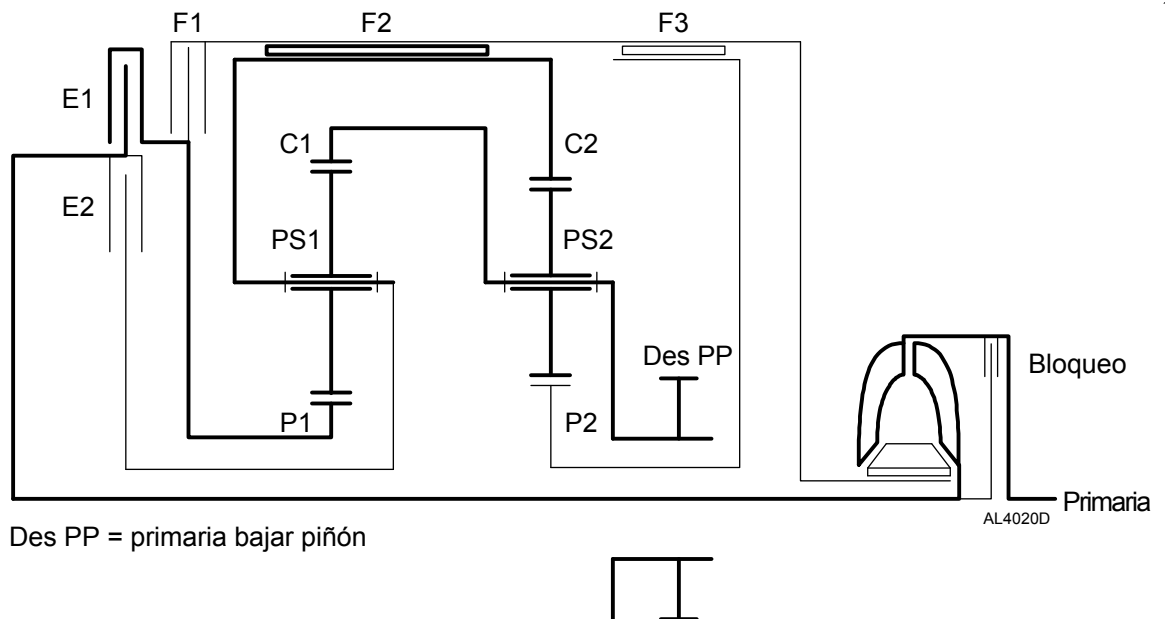 F1
F2
F3
E1
C1
C2
E2
PS1
PS2
Des PP
Bloqueo
P1
P2
Primaria
AL4020D
Des PP = primaria bajar piñón